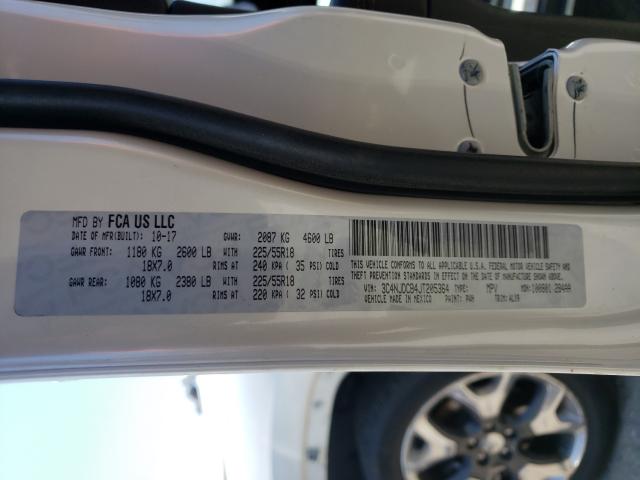 MFD BY FCA US LLC
DATE OF MFR(BUILT): 10-17 GVWR: 2087 KG 4600 LB
GAWR FRONT: 1180 KG 2600 LB WITH 225/55R18 TIRES
18X7.0 RIMS AT 240 KPA ( 35 PSI) COLD
GAWR REAR: 1080 KG 2380 LB WITH 225/55R18 TIRES
18X7.0 RIMS AT 220 KPA ( 32 PSI) COLD
THIS VEHICLE CONFORMS TO ALL APPLICABLE U.S.A. FEDERAL MOTOR VEHICLE SAFETY AND
THEFT PREVENTION STANDARDS IN EFFECT ON THE DATE OF MANUFACTURE SHOWN ABOVE.
VIN: 3C4NJDCB4JT205364 TYPE: MPV MDH:
VEHICLE MADE IN MEXICO PAINT: PAW TRIM: